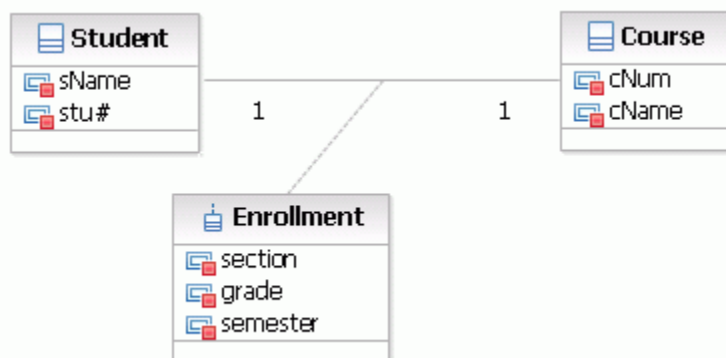 Student
sName
stu#
1
1
Course
cNum
cName
Enrollment
section
grade
semester